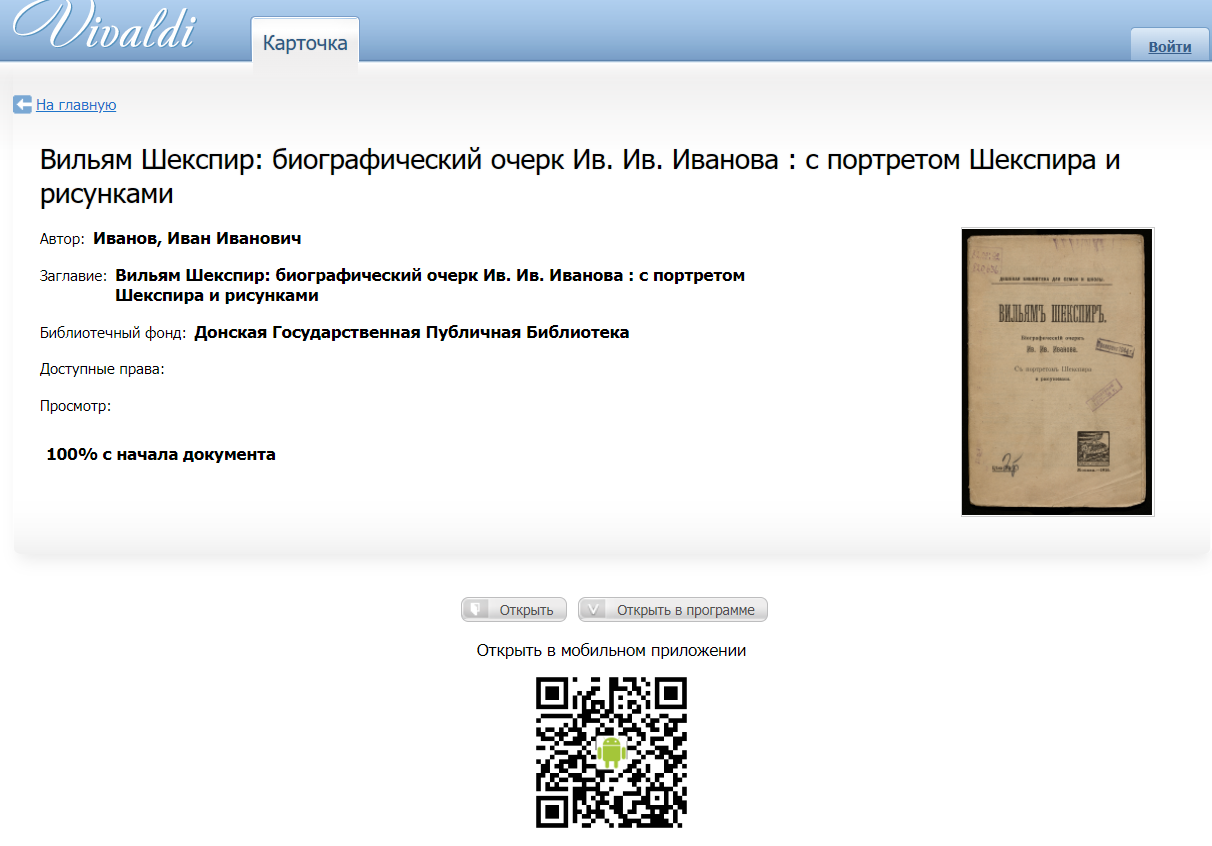 Vivaldi
Карточка
Войти
На главную
Вильям Шекспир: биографический очерк Ив. Ив. Иванова : с портретом Шекспира и
рисунками
Автор: Иванов, Иван Иванович
Заглавие: Вильям Шекспир: биографический очерк Ив. Ив. Иванова : с портретом
Шекспира и рисунками
Библиотечный фонд: Донская Государственная Публичная Библиотека
Доступные права:
Просмотр:
100% с начала документа
ВИЛЬЯМЪ ШЕКСПИРЪ.
Біографическій очеркъ
Ив. Ив. Иванова.
Съ портретомъ Шекспира
и рисунками.
Открыть
Открыть в программе
Открыть в мобильном приложении